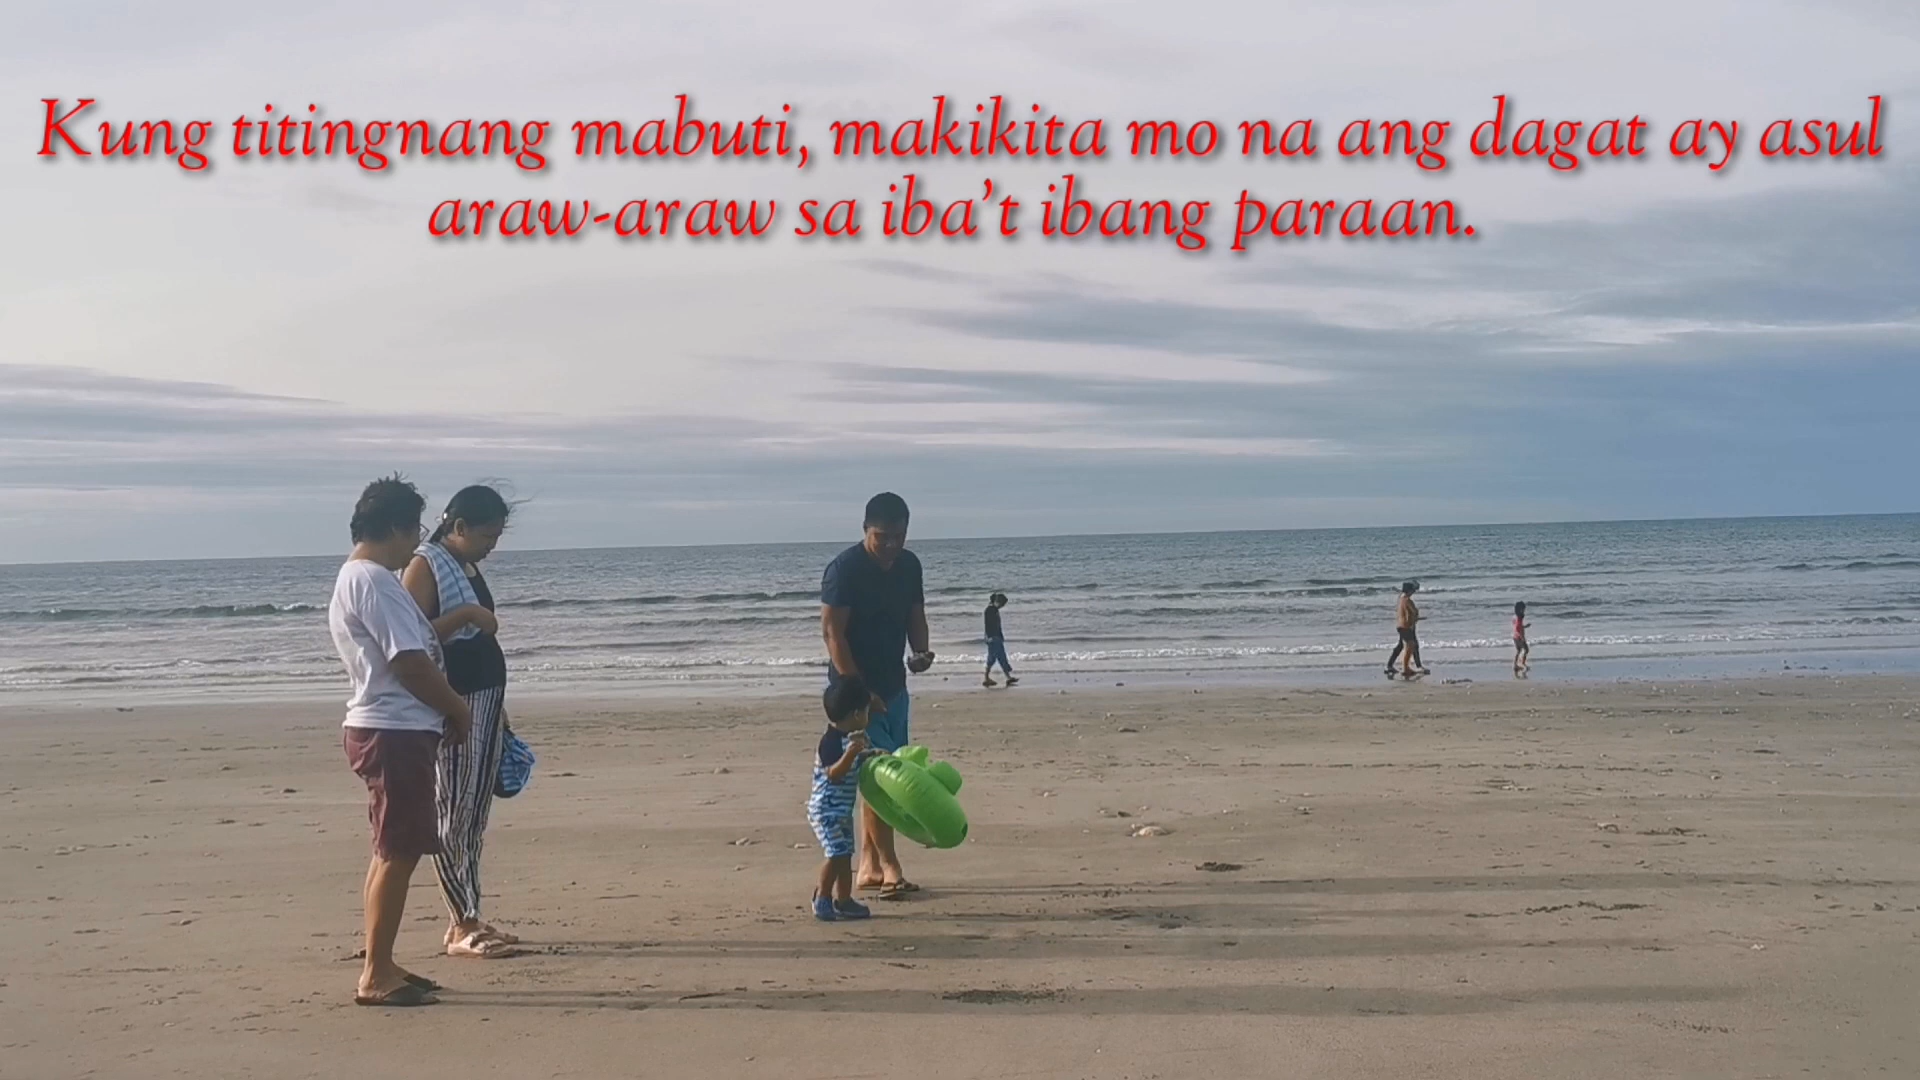 Kung titingnang mabuti, makikita mo na ang dagat ay asul
araw-araw sa iba’t ibang paraan.